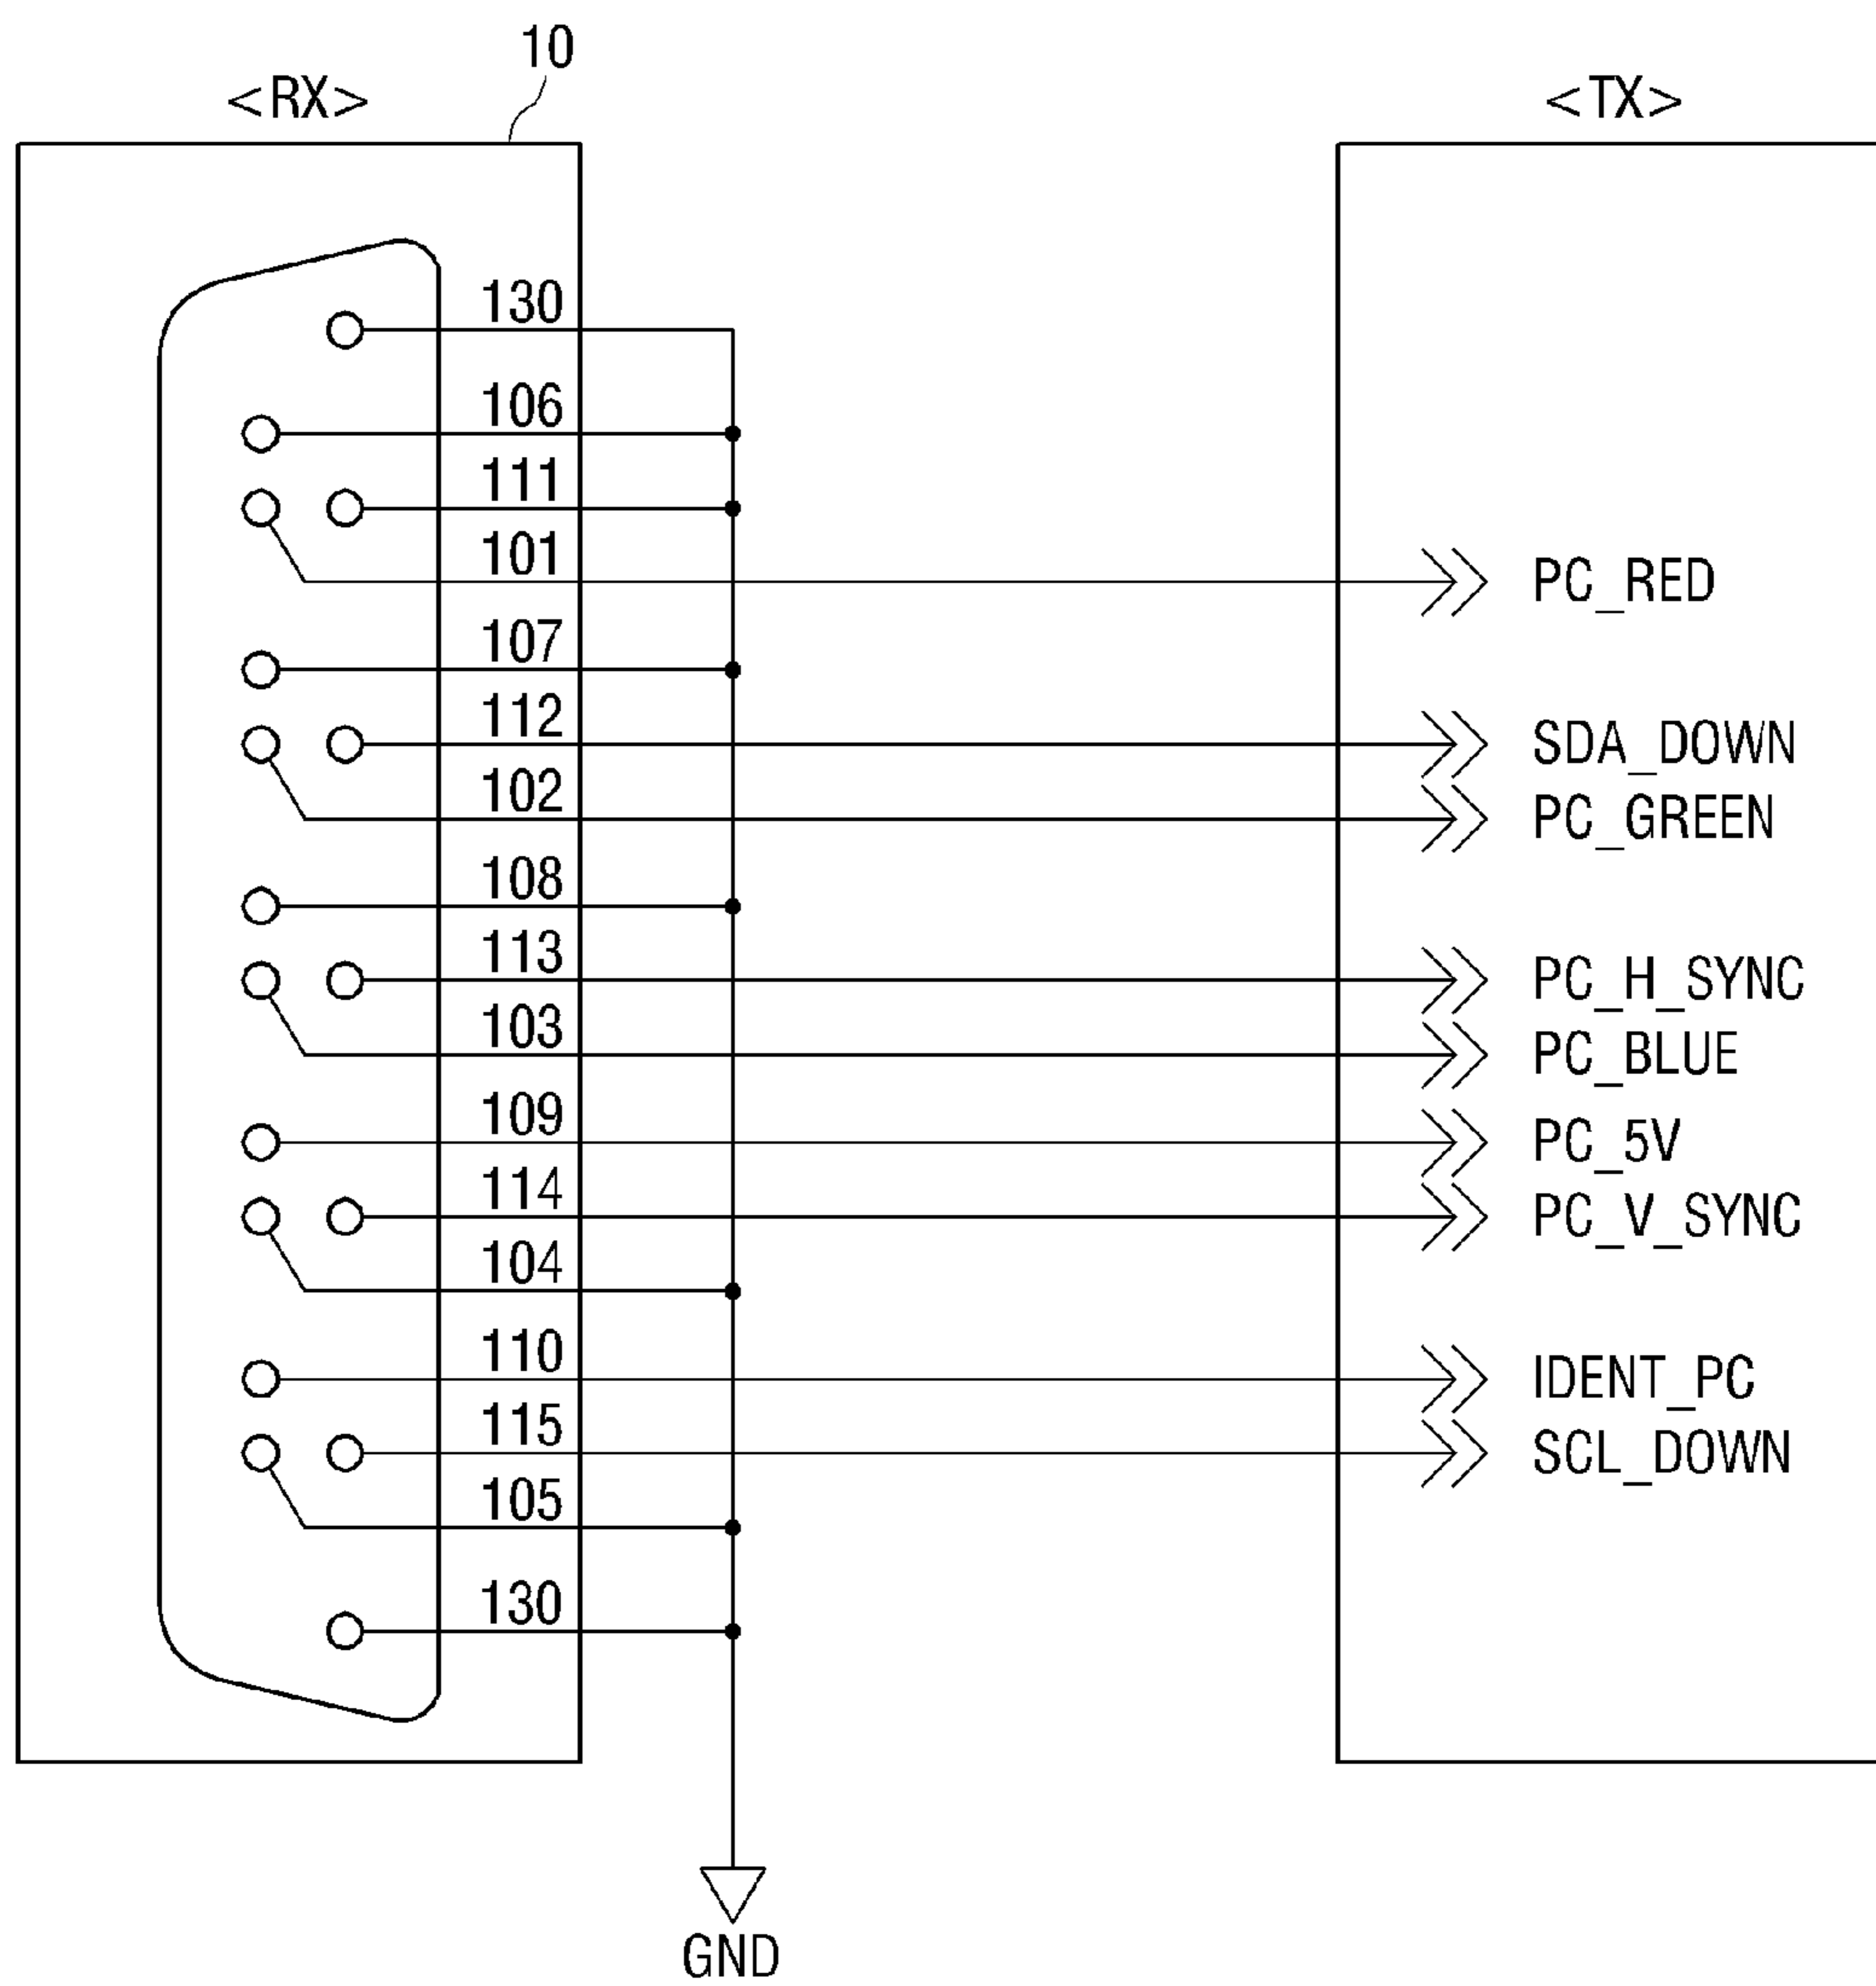 10
<RX> <TX>
130
106
111
101 PC_RED
107
112 SDA_DOWN
102 PC_GREEN
108
113 PC_H_SYNC
103 PC_BLUE
109 PC_5V
114 PC_V_SYNC
104
110 IDENT_PC
115 SCL_DOWN
105
130
GND